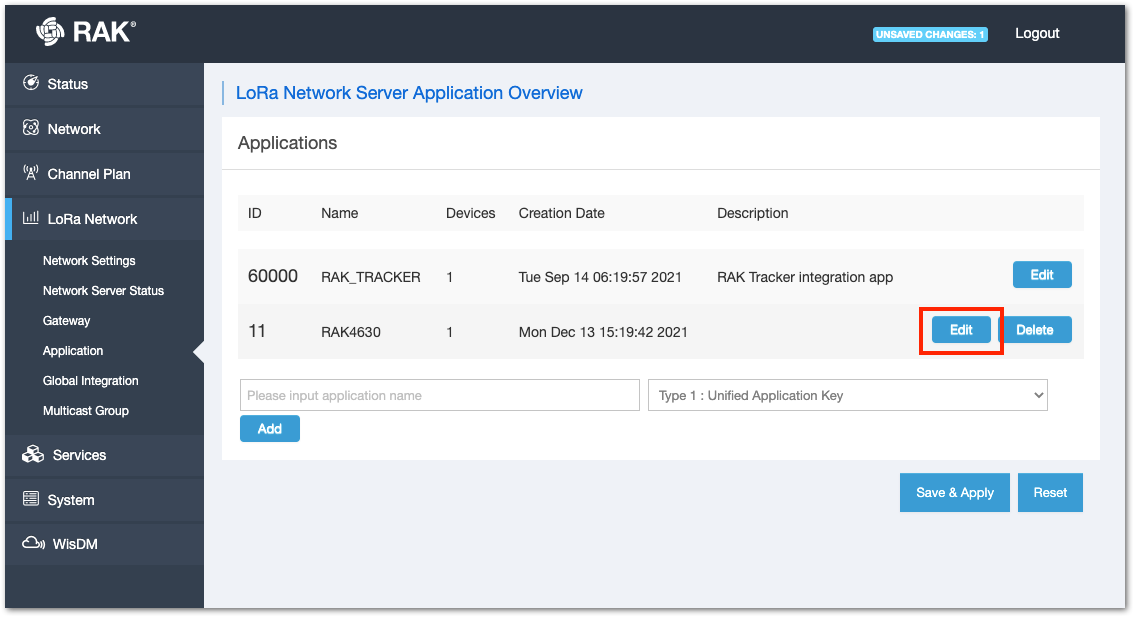 RAK®
UNSAVED CHANGES: 1
Logout
Status
Network
Channel Plan
LoRa Network
Network Settings
Network Server Status
Gateway
Application
Global Integration
Multicast Group
Services
System
WisDM
LoRa Network Server Application Overview
Applications
ID Name Devices Creation Date Description
60000 RAK_TRACKER 1 Tue Sep 14 06:19:57 2021 RAK Tracker integration app Edit
11 RAK4630 1 Mon Dec 13 15:19:42 2021 Edit Delete
Please input application name Type 1 : Unified Application Key
Add
Save & Apply Reset